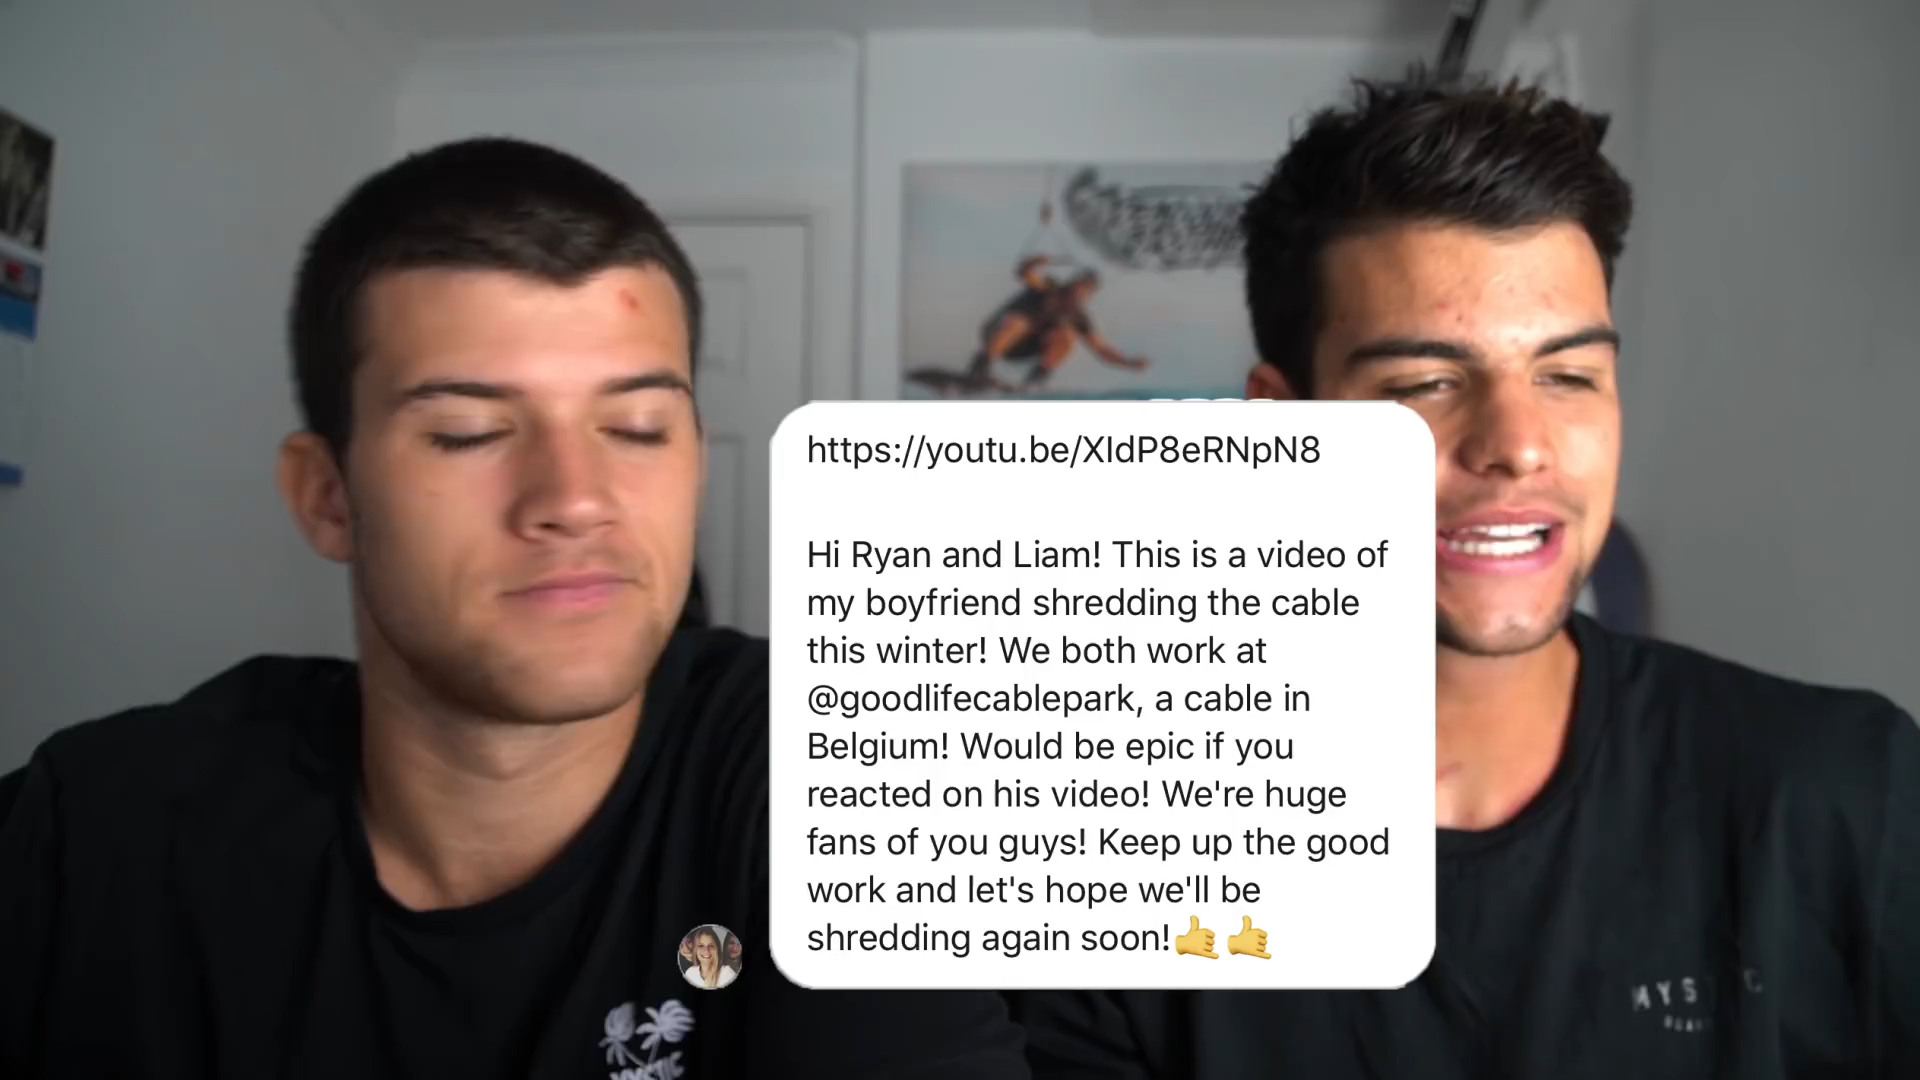 https://youtu.be/XIdP8eRNpN8
Hi Ryan and Liam! This is a video of
my boyfriend shredding the cable
this winter! We both work at
@goodlifecablepark, a cable in
Belgium! Would be epic if you
reacted on his video! We're huge
fans of you guys! Keep up the good
work and let's hope we'll be
shredding again soon!🤙 🤙
MYSTIC